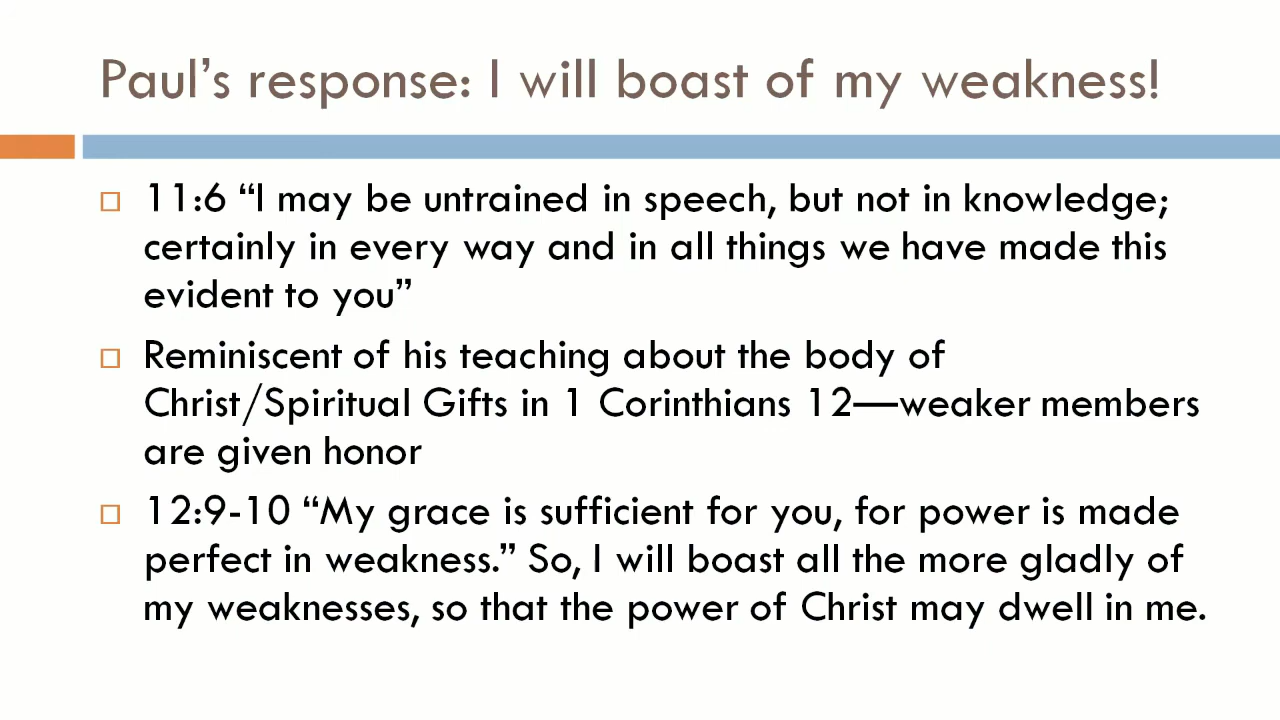 Paul’s response: I will boast of my weakness!
11:6 “I may be untrained in speech, but not in knowledge;
certainly in every way and in all things we have made this
evident to you”
Reminiscent of his teaching about the body of
Christ/Spiritual Gifts in 1 Corinthians 12—weaker members
are given honor
12:9-10 “My grace is sufficient for you, for power is made
perfect in weakness.” So, I will boast all the more gladly of
my weaknesses, so that the power of Christ may dwell in me.